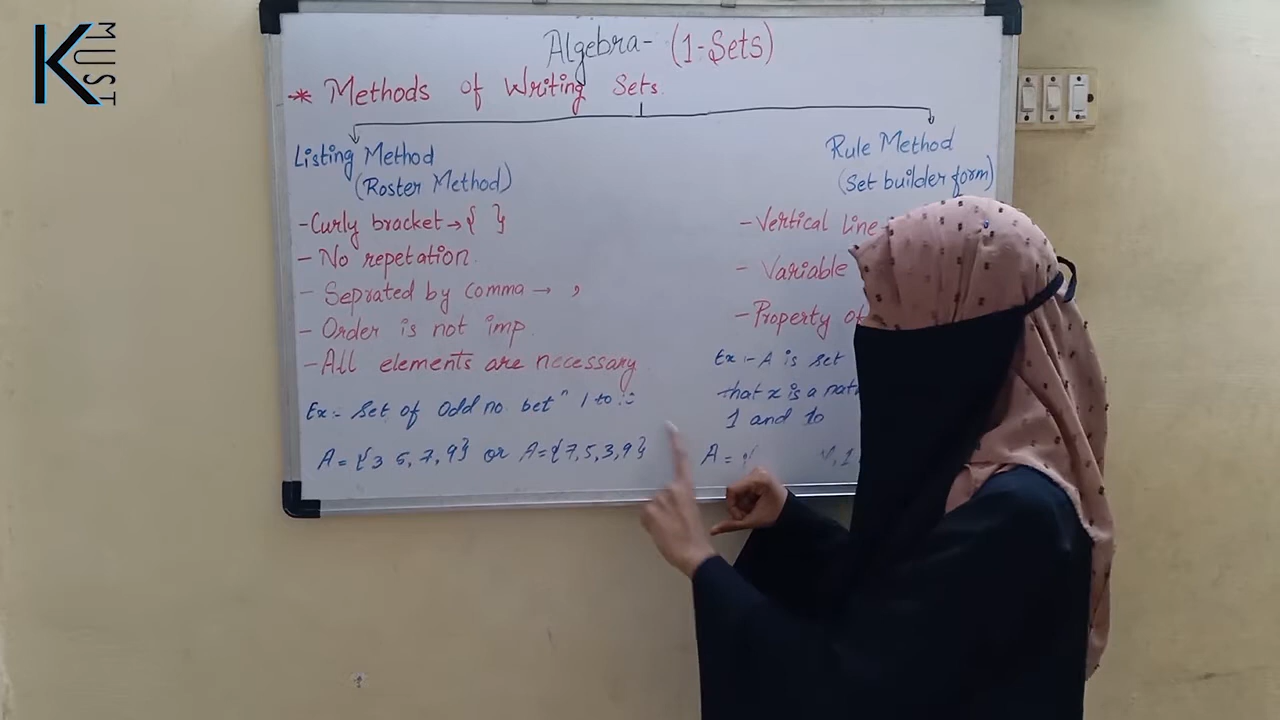 K MUST
Algebra- (1-Sets)
* Methods of Writing Sets.
Listing Method
(Roster Method)
- Curly bracket → { }
- No repetation.
- Seprated by comma → ,
- Order is not imp.
- All elements are necessary
Ex:- Set of odd no. betⁿ 1 to
A = {3 5, 7, 9} or A={7, 5, 3, 9}
Rule Method
(Set builder form)
- Vertical line
- Variable
- Property of
Ex :- A is set
that x is a
1 and 10
A = {